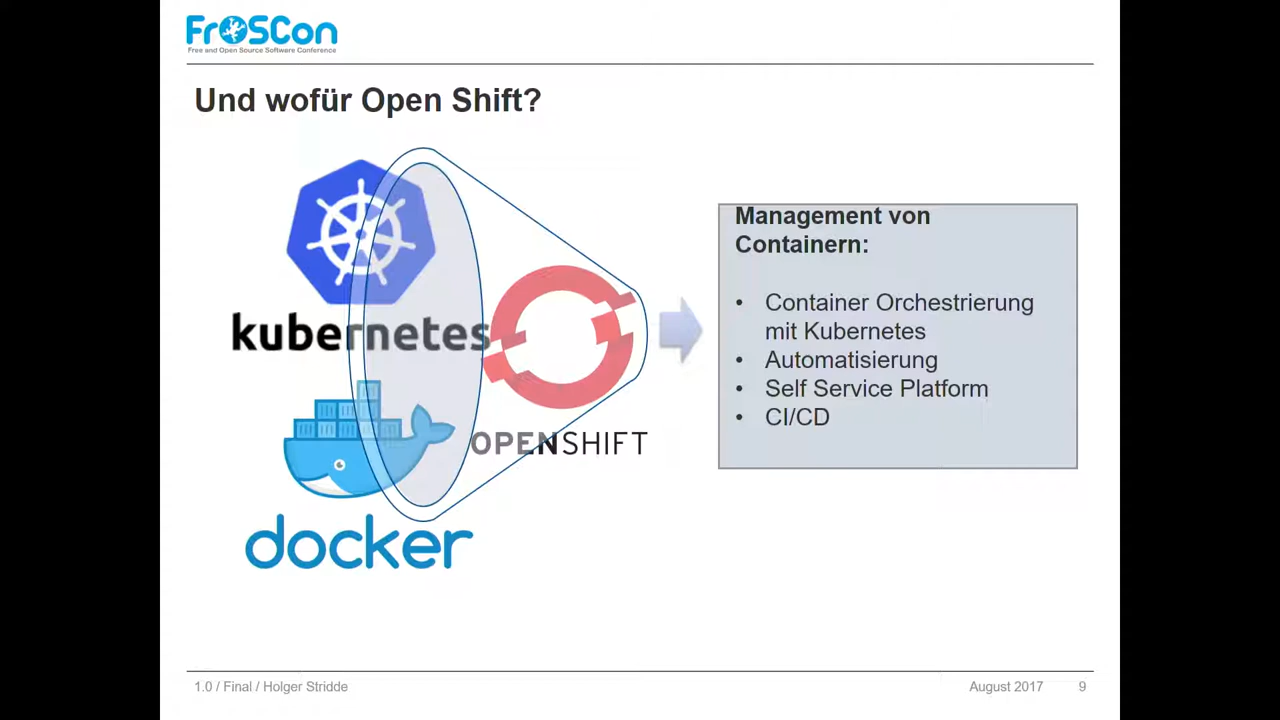 FrOSCon
Free and Open Source Software Conference
Und wofür Open Shift?
kubernetes
docker
OPENSHIFT
Management von
Containern:
• Container Orchestrierung
mit Kubernetes
• Automatisierung
• Self Service Platform
• CI/CD
1.0 / Final / Holger Stridde
August 2017
9